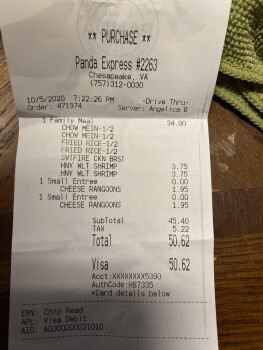 ** PURCHASE **
Panda Express #2263
Chesapeake, VA
(757)312-0030
10/5/2020 7:22:26 PM -Drive Thru-
Order: 471974 Server: Angelica B
1 Family Meal 34.00
CHOW MEIN-1/2
CHOW MEIN-1/2
FRIED RICE-1/2
FRIED RICE-1/2
SWTFIRE CKN BRST
HNY WLT SHRIMP 3.75
HNY WLT SHRIMP 3.75
1 Small Entree 0.00
CHEESE RANGOONS 1.95
1 Small Entree 0.00
CHEESE RANGOONS 1.95
SubTotal 45.40
TAX 5.22
Total 50.62
Visa 50.62
Acct:XXXXXXXX5390
AuthCode:HB7335
*Card details below
EMV: Chip Read
APL: Visa Debit
AID: A0000000031010